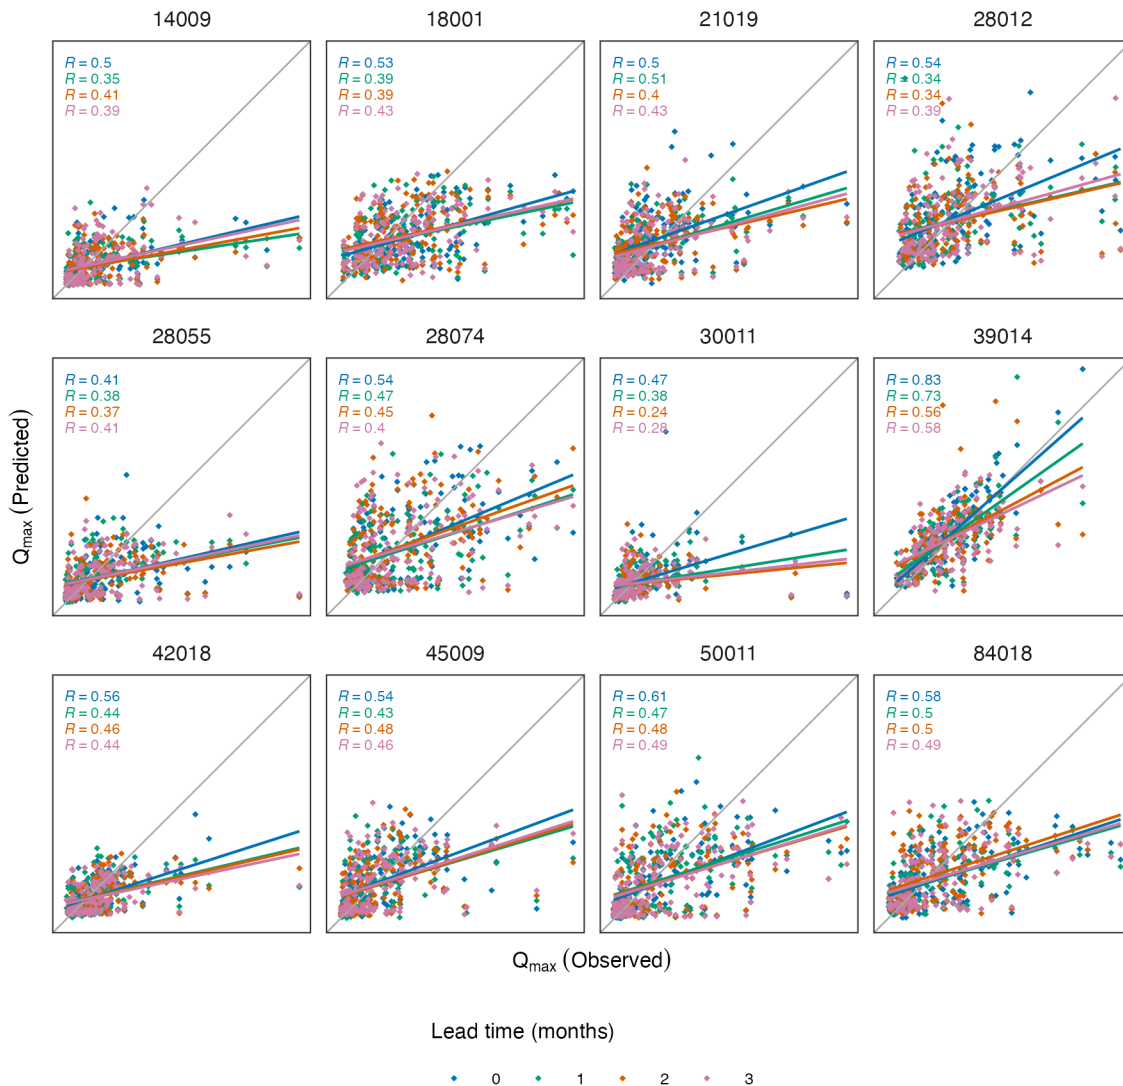 14009 18001 21019 28012
R = 0.5 R = 0.53 R = 0.5 R = 0.54
R = 0.35 R = 0.39 R = 0.51 R = 0.34
R = 0.41 R = 0.39 R = 0.4 R = 0.34
R = 0.39 R = 0.43 R = 0.43 R = 0.39
28055 28074 30011 39014
R = 0.41 R = 0.54 R = 0.47 R = 0.83
R = 0.38 R = 0.47 R = 0.38 R = 0.73
R = 0.37 R = 0.45 R = 0.24 R = 0.56
R = 0.41 R = 0.4 R = 0.28 R = 0.58
Qmax (Predicted)
42018 45009 50011 84018
R = 0.56 R = 0.54 R = 0.61 R = 0.58
R = 0.44 R = 0.43 R = 0.47 R = 0.5
R = 0.46 R = 0.48 R = 0.48 R = 0.5
R = 0.44 R = 0.46 R = 0.49 R = 0.49
Qmax (Observed)
Lead time (months)
0 1 2 3